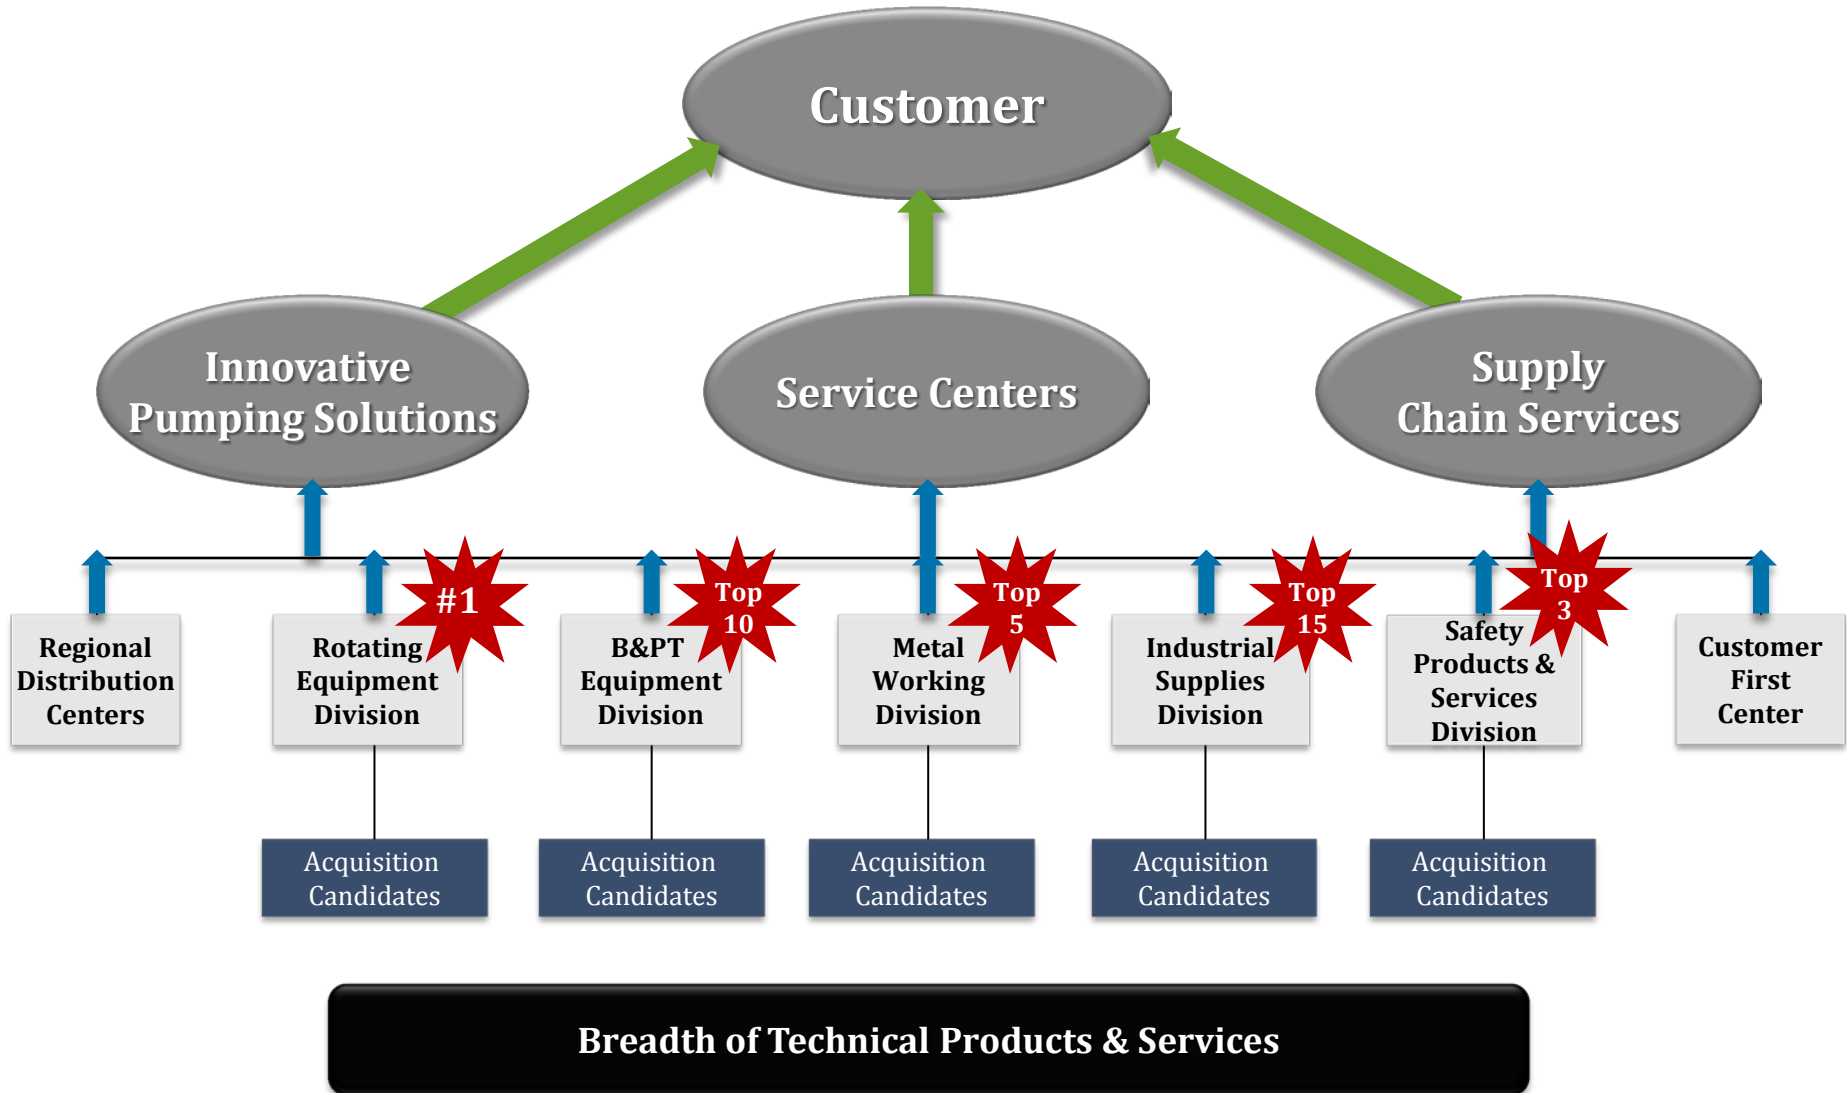 Customer
Innovative
Pumping Solutions
Service Centers
Supply
Chain Services
#1
Top
10
Top
5
Top
15
Top
3
Regional
Distribution
Centers
Rotating
Equipment
Division
B&PT
Equipment
Division
Metal
Working
Division
Industrial
Supplies
Division
Safety
Products &
Services
Division
Customer
First
Center
Acquisition
Candidates
Acquisition
Candidates
Acquisition
Candidates
Acquisition
Candidates
Acquisition
Candidates
Breadth of Technical Products & Services